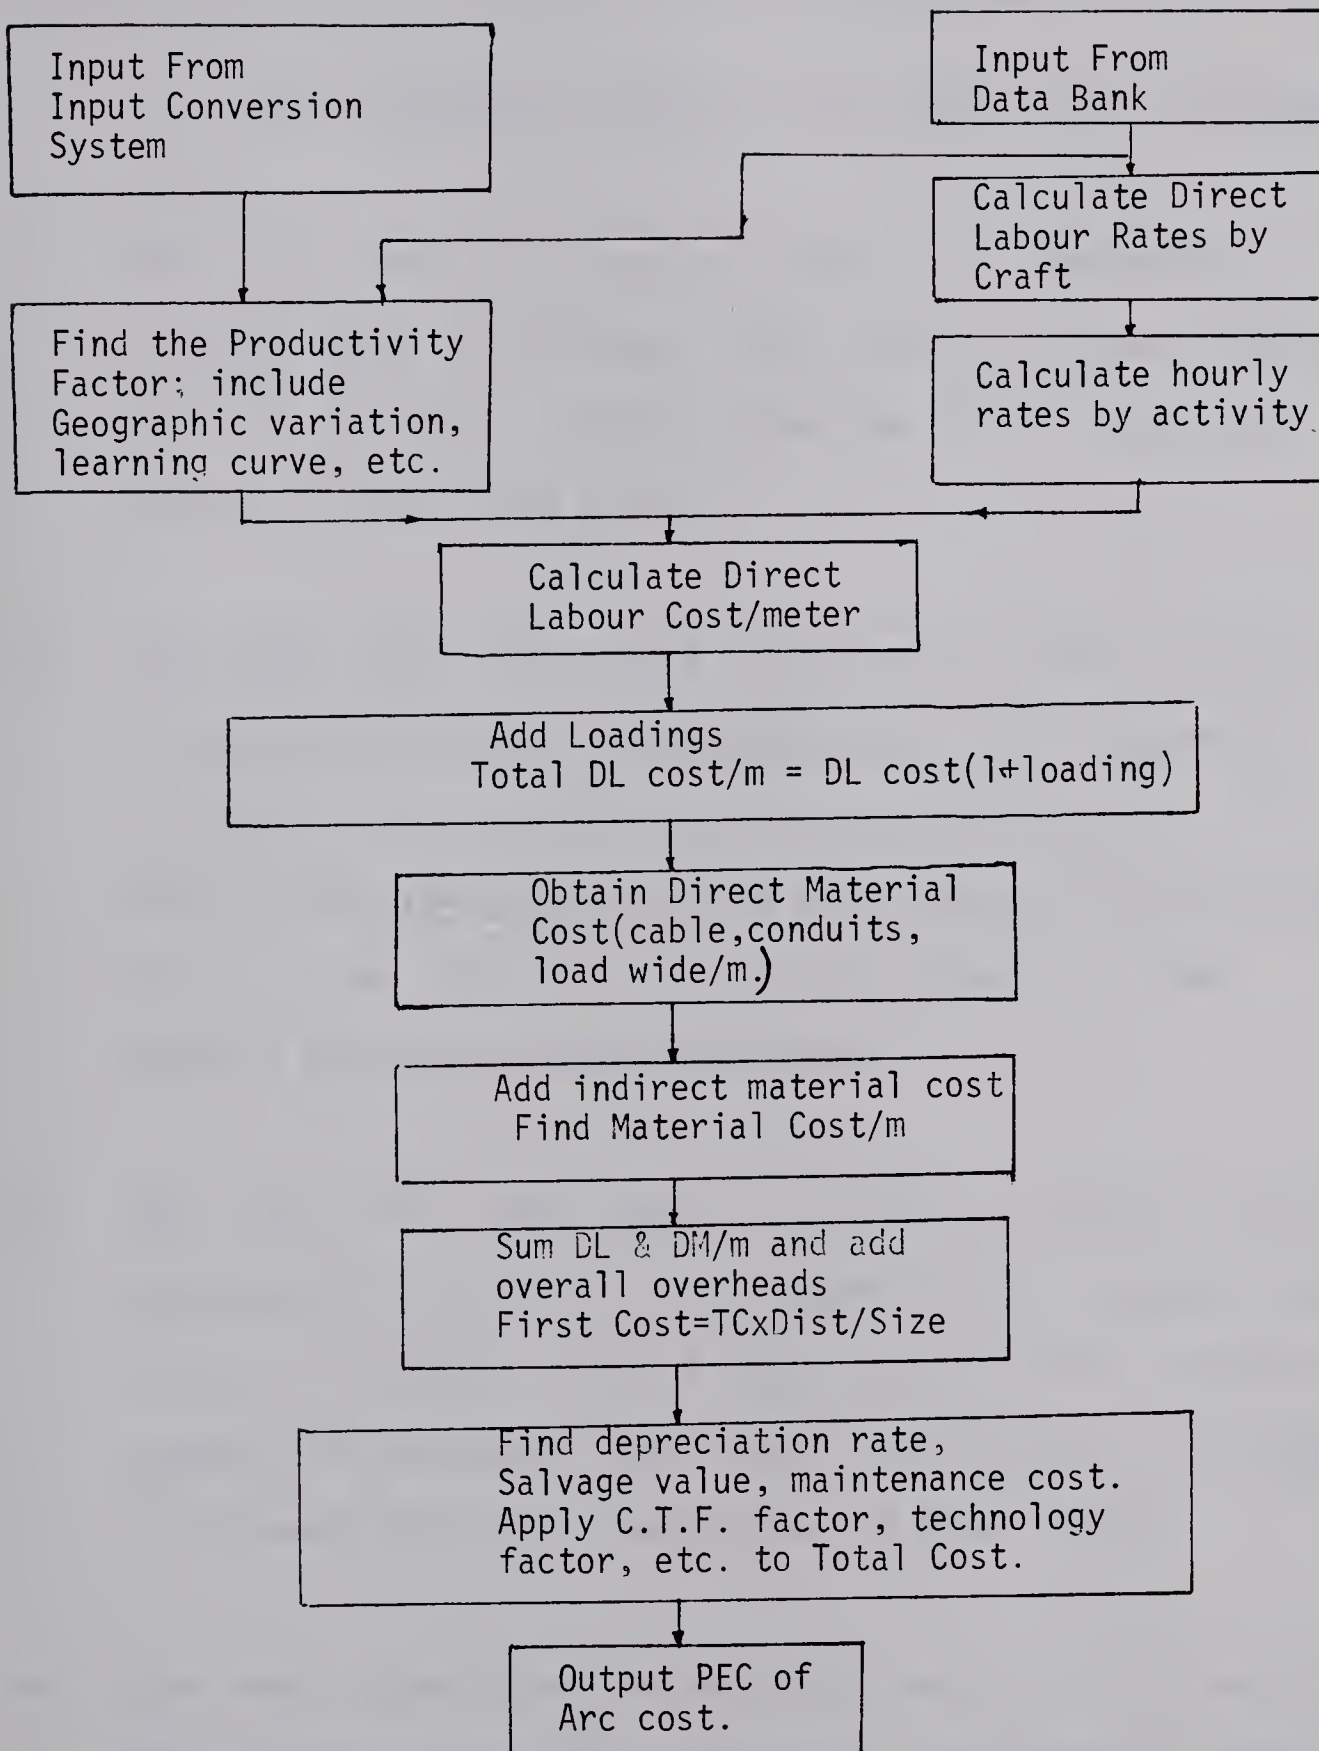 Input From
Input Conversion
System
Input From
Data Bank
Calculate Direct
Labour Rates by
Craft
Find the Productivity
Factor; include
Geographic variation,
learning curve, etc.
Calculate hourly
rates by activity
Calculate Direct
Labour Cost/meter
Add Loadings
Total DL cost/m = DL cost(1+loading)
Obtain Direct Material
Cost(cable,conduits,
load wide/m.)
Add indirect material cost
Find Material Cost/m
Sum DL & DM/m and add
overall overheads
First Cost=TCxDist/Size
Find depreciation rate,
Salvage value, maintenance cost.
Apply C.T.F. factor, technology
factor, etc. to Total Cost.
Output PEC of
Arc cost.